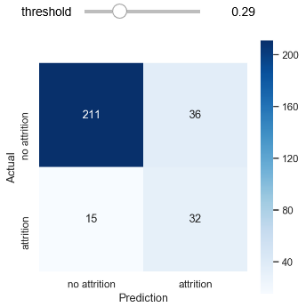 threshold 0.29
200
211 36
no attrition
160
Actual
120
15 32
attrition
80
40
no attrition attrition
Prediction